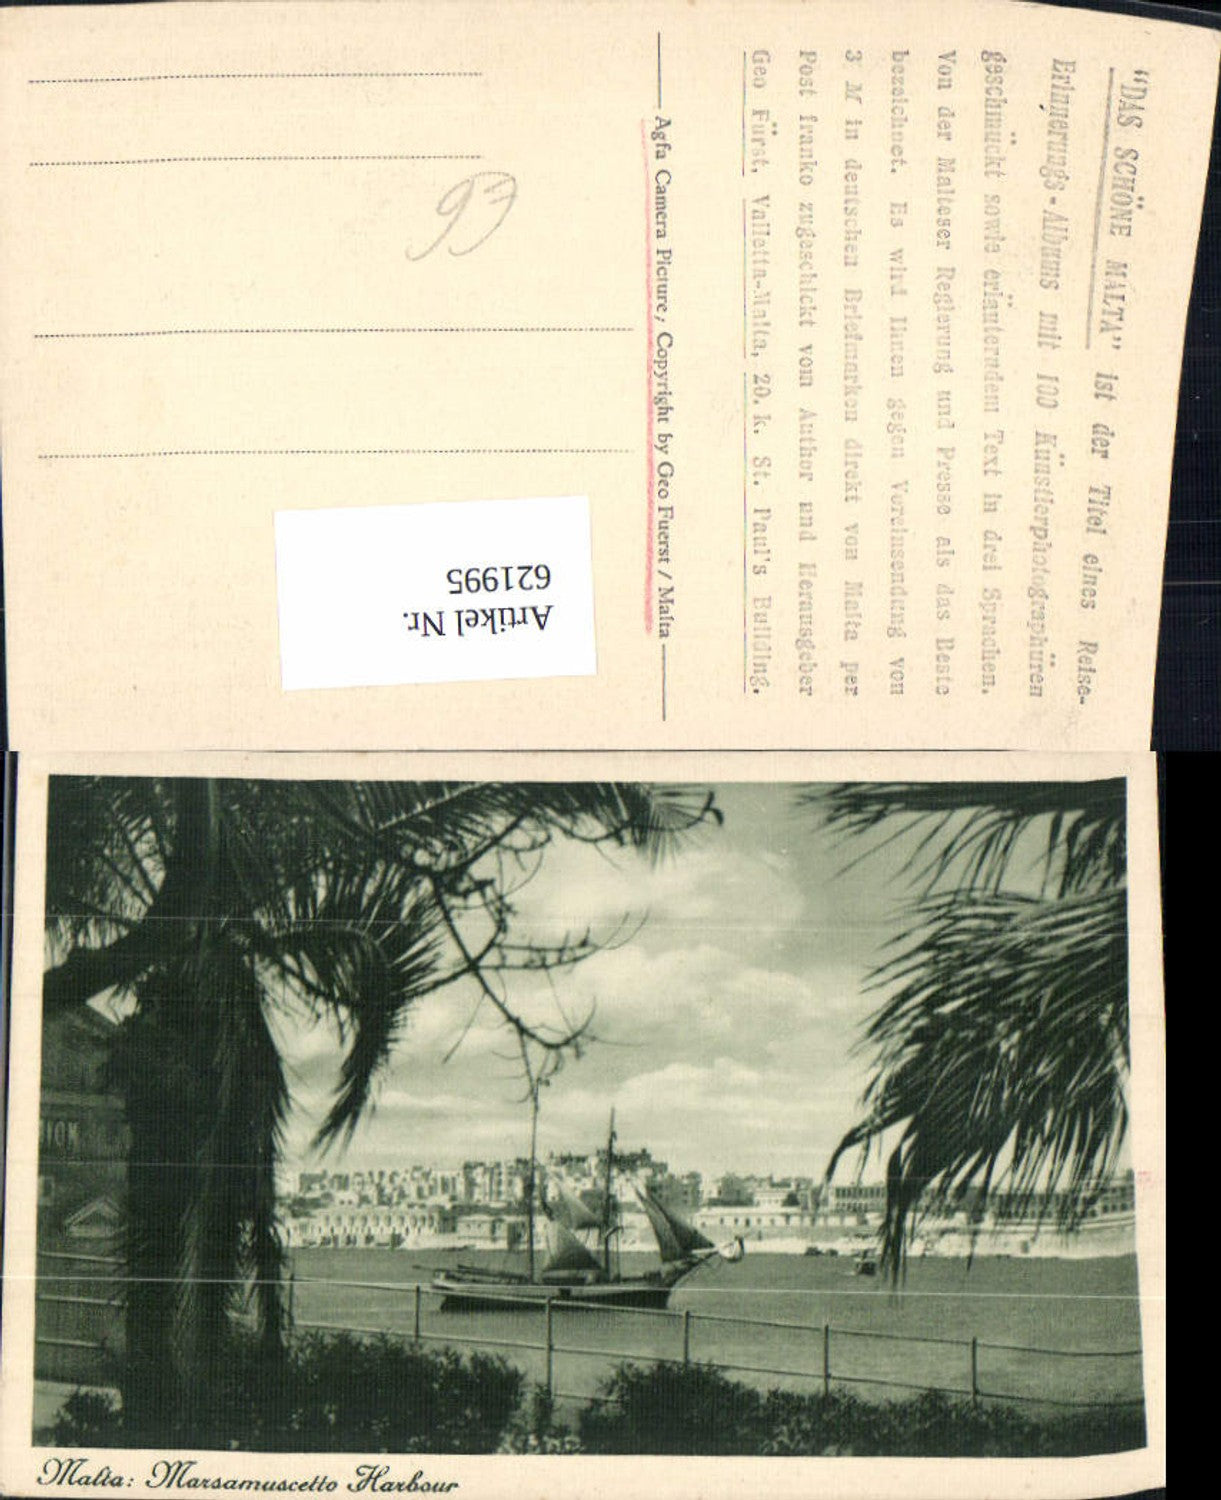 “DAS SCHÖNE MALTA” ist der Titel eines Reise-
Erinnerungs-Albums mit 100 Künstlerphotographüren
geschmückt sowie erläuterndem Text in drei Sprachen.
Von der Malteser Regierung und Presse als das Beste
bezeichnet. Es wird Ihnen gegen Voreinsendung von
3 M in deutschen Briefmarken direkt von Malta per
Post franko zugeschickt vom Author und Herausgeber
Geo Fürst, Valletta-Malta, 20. k. St. Paul's Building.
Agfa Camera Picture, Copyright by Geo Fuerst / Malta
Artikel Nr.
621995
Malta: Marsamuscetto Harbour